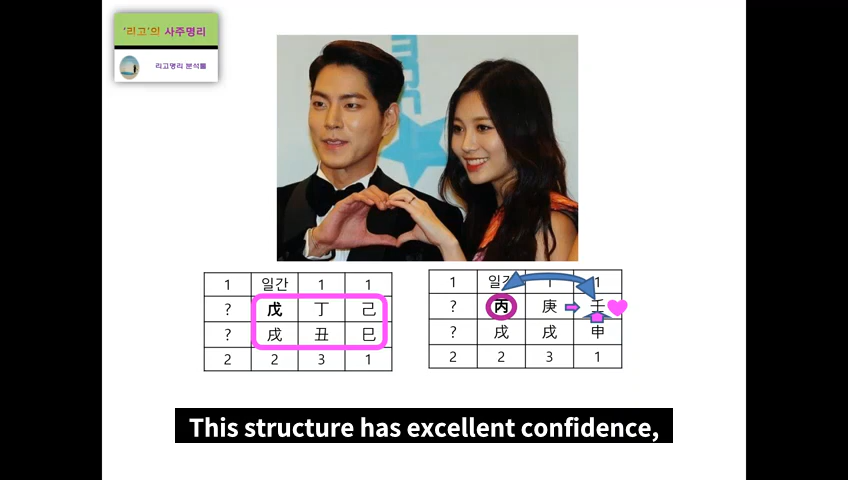 '리고'의 사주명리
리고명리 분석틀
1 일간 1 1
? 戊 丁 己
? 戌 丑 巳
2 2 3 1
1 일간 1 1
? 丙 庚 壬
? 戌 戌 申
2 2 3 1
This structure has excellent confidence,